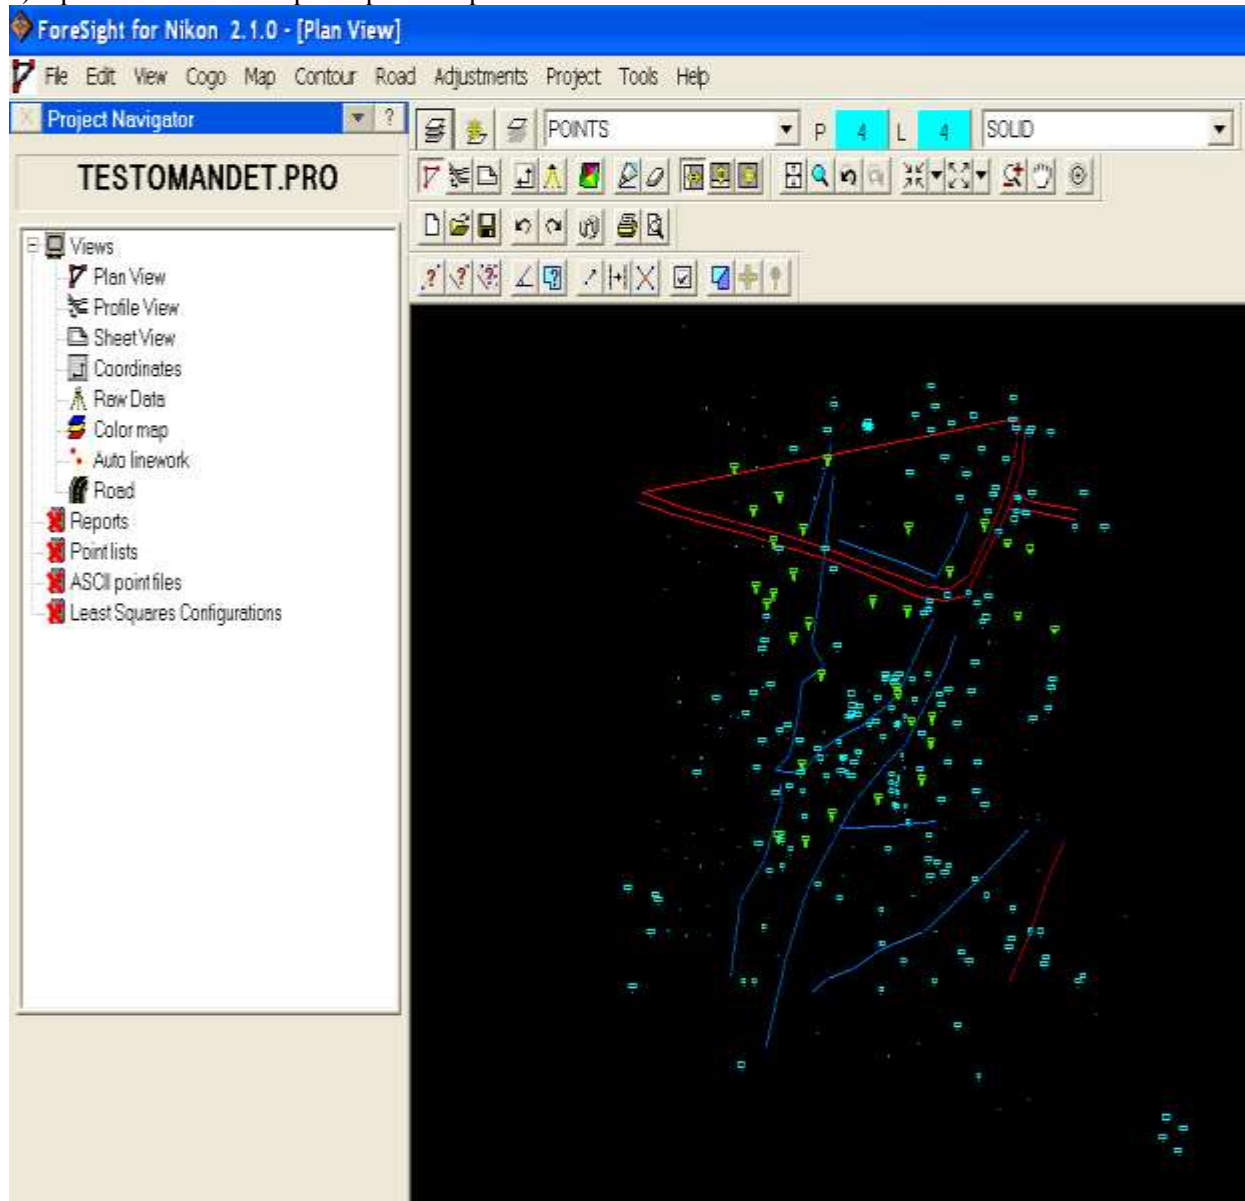 ForeSight for Nikon 2.1.0 - [Plan View]
File Edit View Cogo Map Contour Road Adjustments Project Tools Help
Project Navigator
POINTS P 4 L 4 SOLID
TESTOMANDET.PRO
Views
Plan View
Profile View
Sheet View
Coordinates
Raw Data
Color map
Auto linework
Road
Reports
Point lists
ASCII point files
Least Squares Configurations